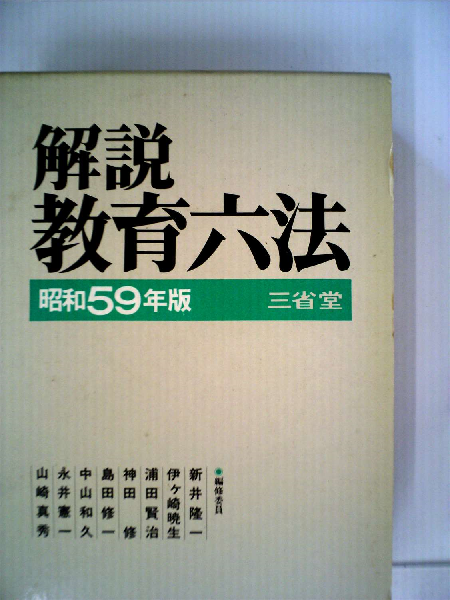 解説
教育六法
昭和59年版 三省堂
●編修委員
新井隆一
伊ヶ崎暁生
浦田賢治
神田修
島田修一
中山和久
永井憲一
山崎真秀